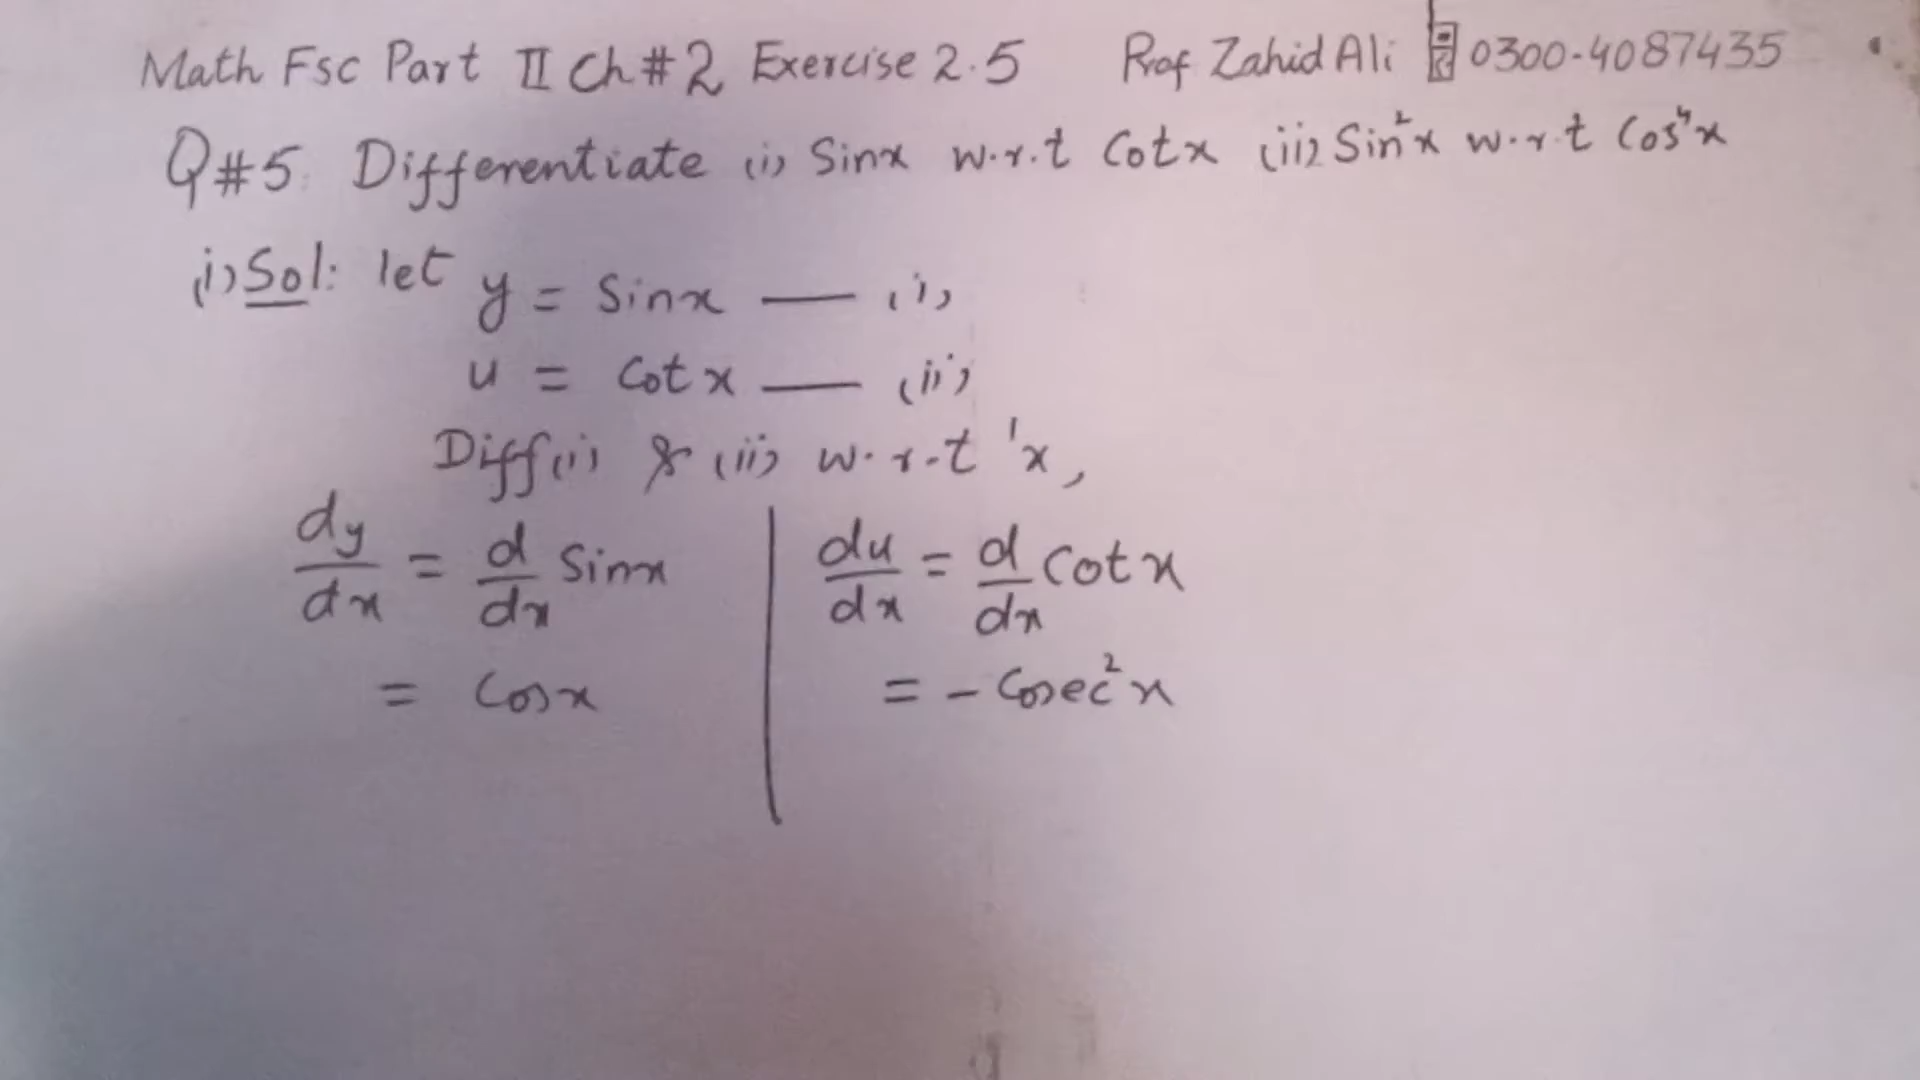 Math Fsc Part II Ch # 2 Exercise 2.5 Prof Zahid Ali 0300-4087435
Q#5. Differentiate (i) Sinx w.r.t Cotx (ii) Sin²x w.r.t Cos⁴x
(i) Sol: let y = Sinx — (i)
u = Cotx — (ii)
Diff (i) & (ii) w.r.t 'x,
dy/dx = d/dx Sinx | du/dx = d/dx Cotx
= Cosx | = - Cosec²x